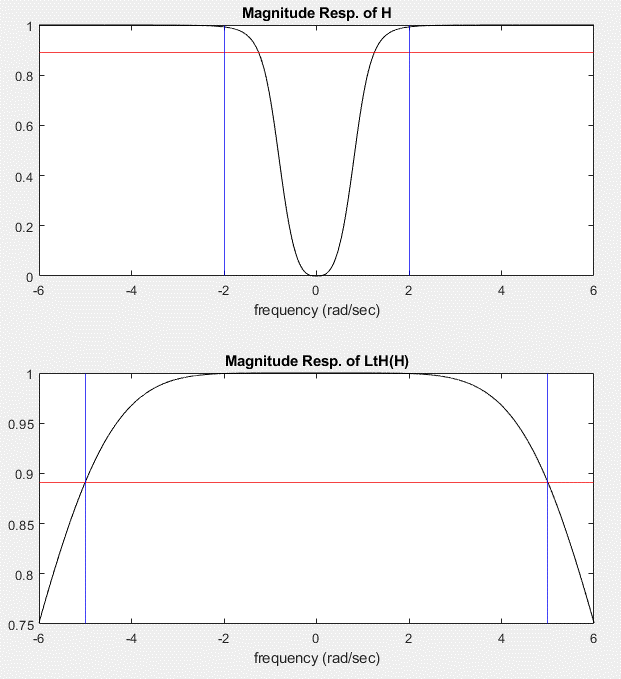 Magnitude Resp. of H
1
0.8
0.6
0.4
0.2
0
-6 -4 -2 0 2 4 6
frequency (rad/sec)
Magnitude Resp. of LtH(H)
1
0.95
0.9
0.85
0.8
0.75
-6 -4 -2 0 2 4 6
frequency (rad/sec)